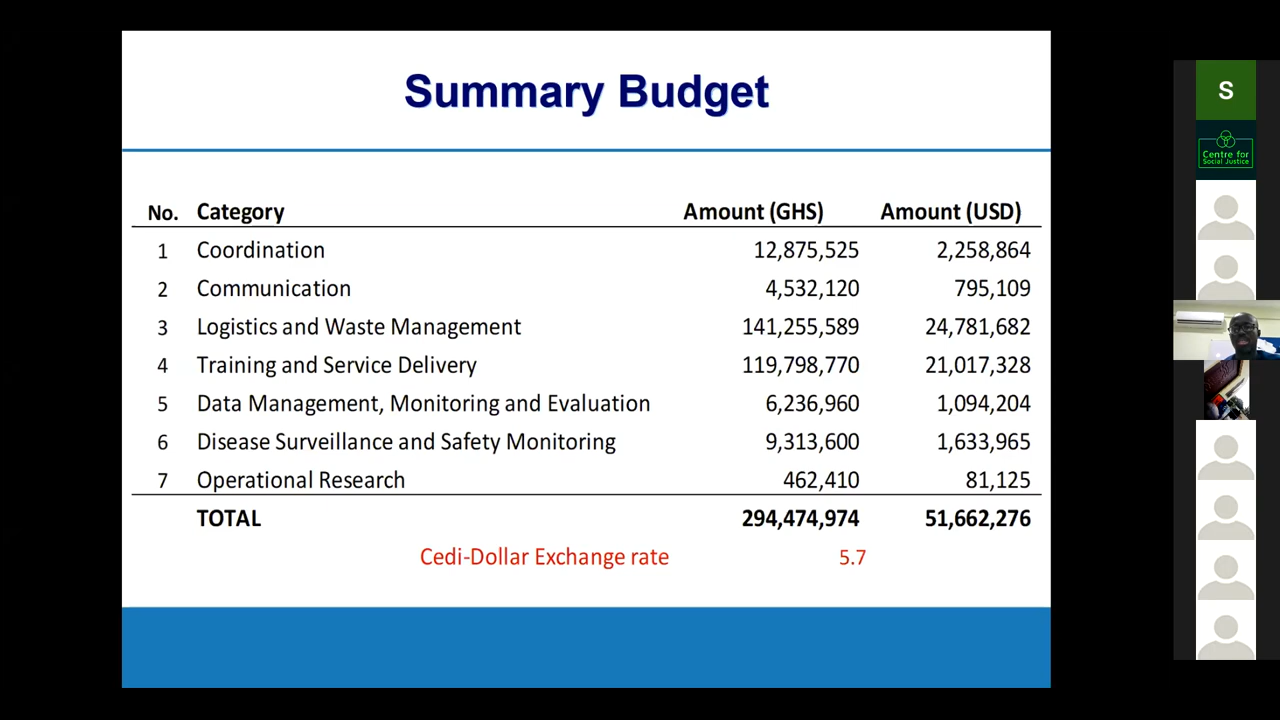 Summary Budget
No. Category Amount (GHS) Amount (USD)
1 Coordination 12,875,525 2,258,864
2 Communication 4,532,120 795,109
3 Logistics and Waste Management 141,255,589 24,781,682
4 Training and Service Delivery 119,798,770 21,017,328
5 Data Management, Monitoring and Evaluation 6,236,960 1,094,204
6 Disease Surveillance and Safety Monitoring 9,313,600 1,633,965
7 Operational Research 462,410 81,125
TOTAL 294,474,974 51,662,276
Cedi-Dollar Exchange rate 5.7
S
Centre for
Social Justice